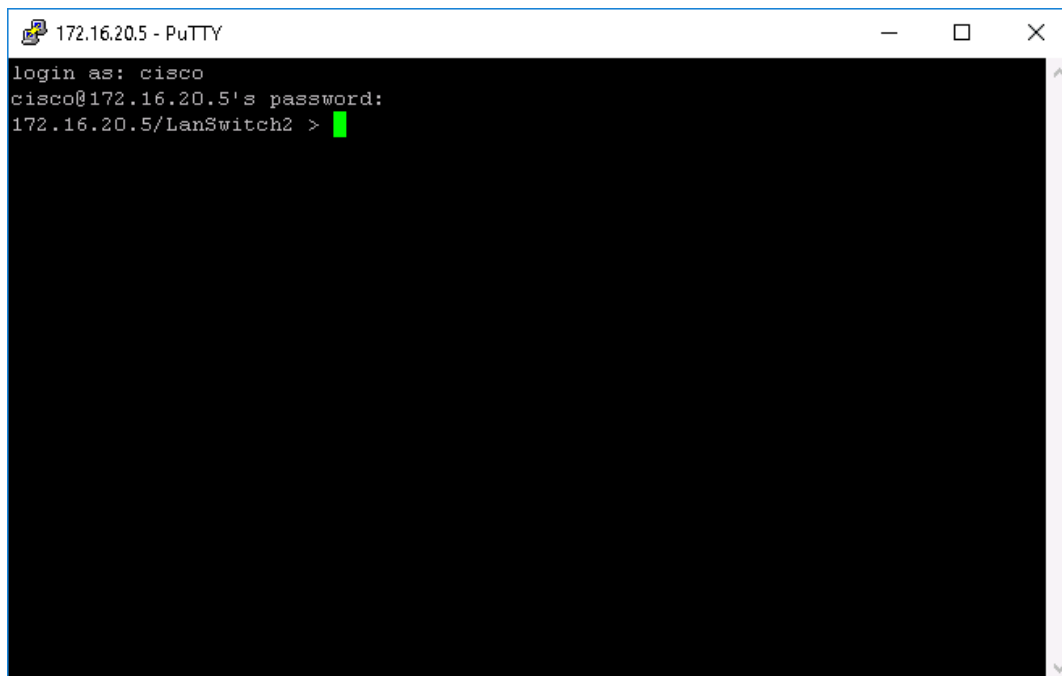 172.16.20.5 - PuTTY
login as: cisco
cisco@172.16.20.5's password:
172.16.20.5/LanSwitch2 >